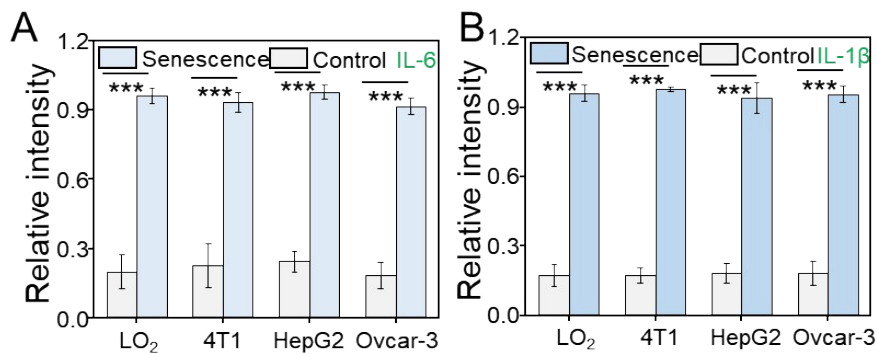 A
Relative intensity
1.2
0.9
0.6
0.3
0.0
Senescence Control IL-6
*** *** *** ***
LO₂ 4T1 HepG2 Ovcar-3
B
Relative intensity
1.2
0.9
0.6
0.3
0.0
Senescence Control IL-1β
*** *** *** ***
LO₂ 4T1 HepG2 Ovcar-3